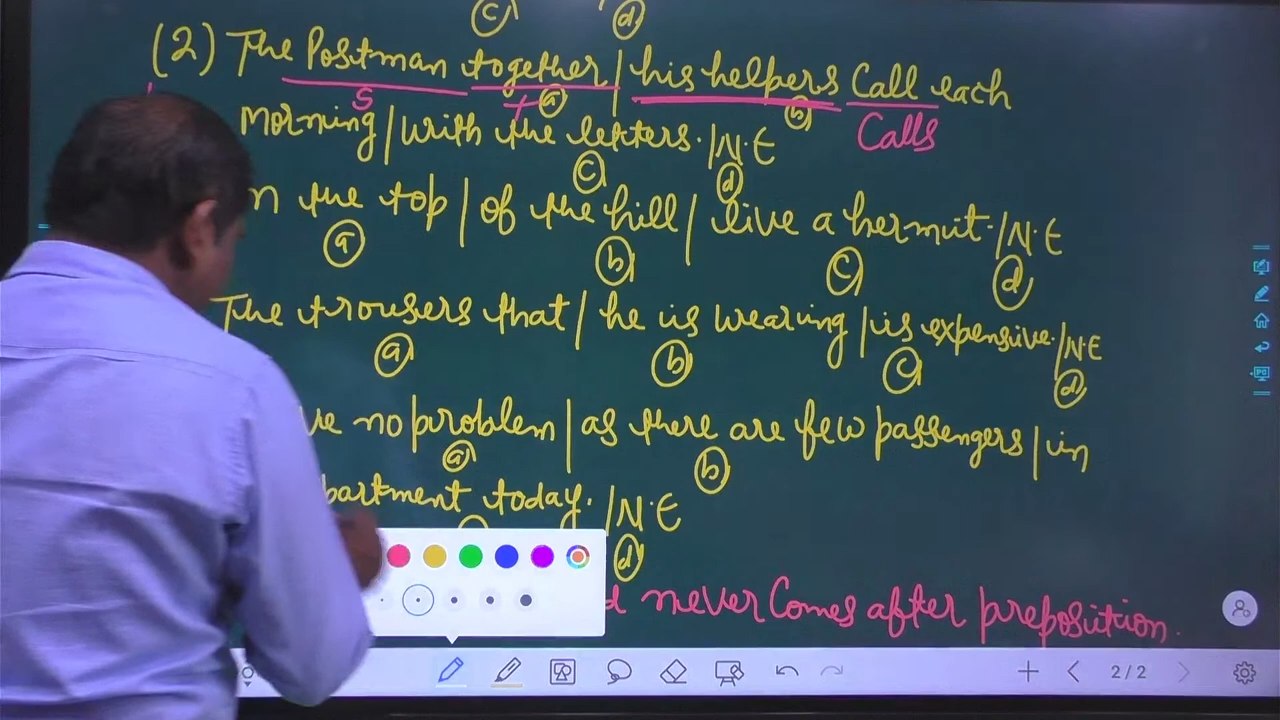 (c) (d)
(2) The Postman together / his helpers Call each
S + (a) (b)
Morning / with the letters. / N.E Calls
(c) (d)
the top / of the hill / live a hermit. / N.E
(a) (b) (c) (d)
The trousers that / he is wearing / is expensive. / N.E
(a) (b) (c) (d)
no problem / as there are few passengers / in
(a) (b)
today. / N.E
(d)
never Comes after preposition.
2/2